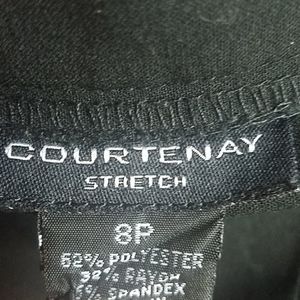 COURTENAY
STRETCH
8P
62% POLYESTER
32% RAYON
SPANDEX